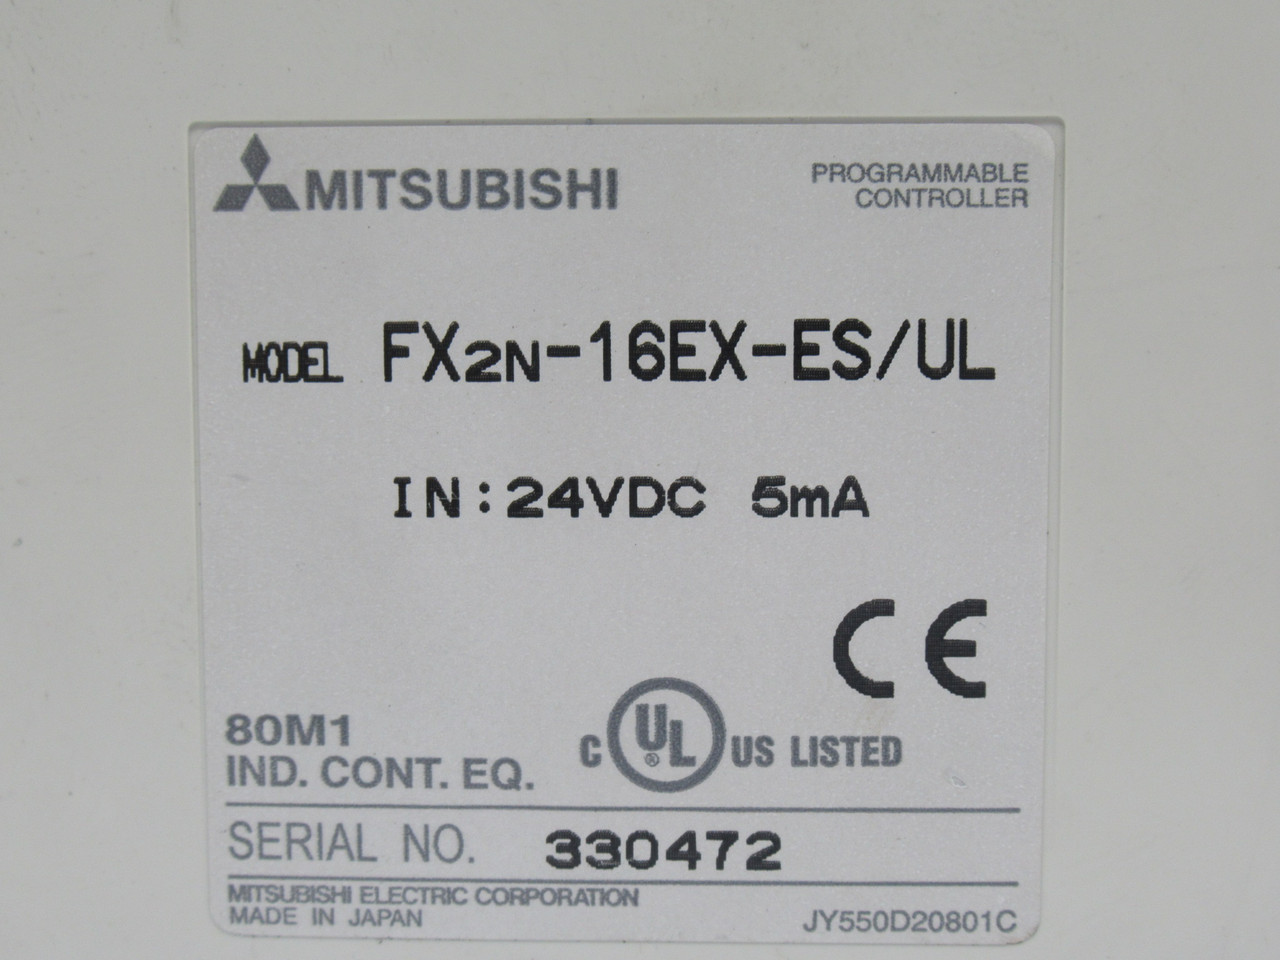 MITSUBISHI
PROGRAMMABLE
CONTROLLER
MODEL FX2N-16EX-ES/UL
IN:24VDC 5mA
CE
80M1
IND. CONT. EQ.
C UL® US LISTED
SERIAL NO. 330472
MITSUBISHI ELECTRIC CORPORATION
MADE IN JAPAN
JY550D20801C